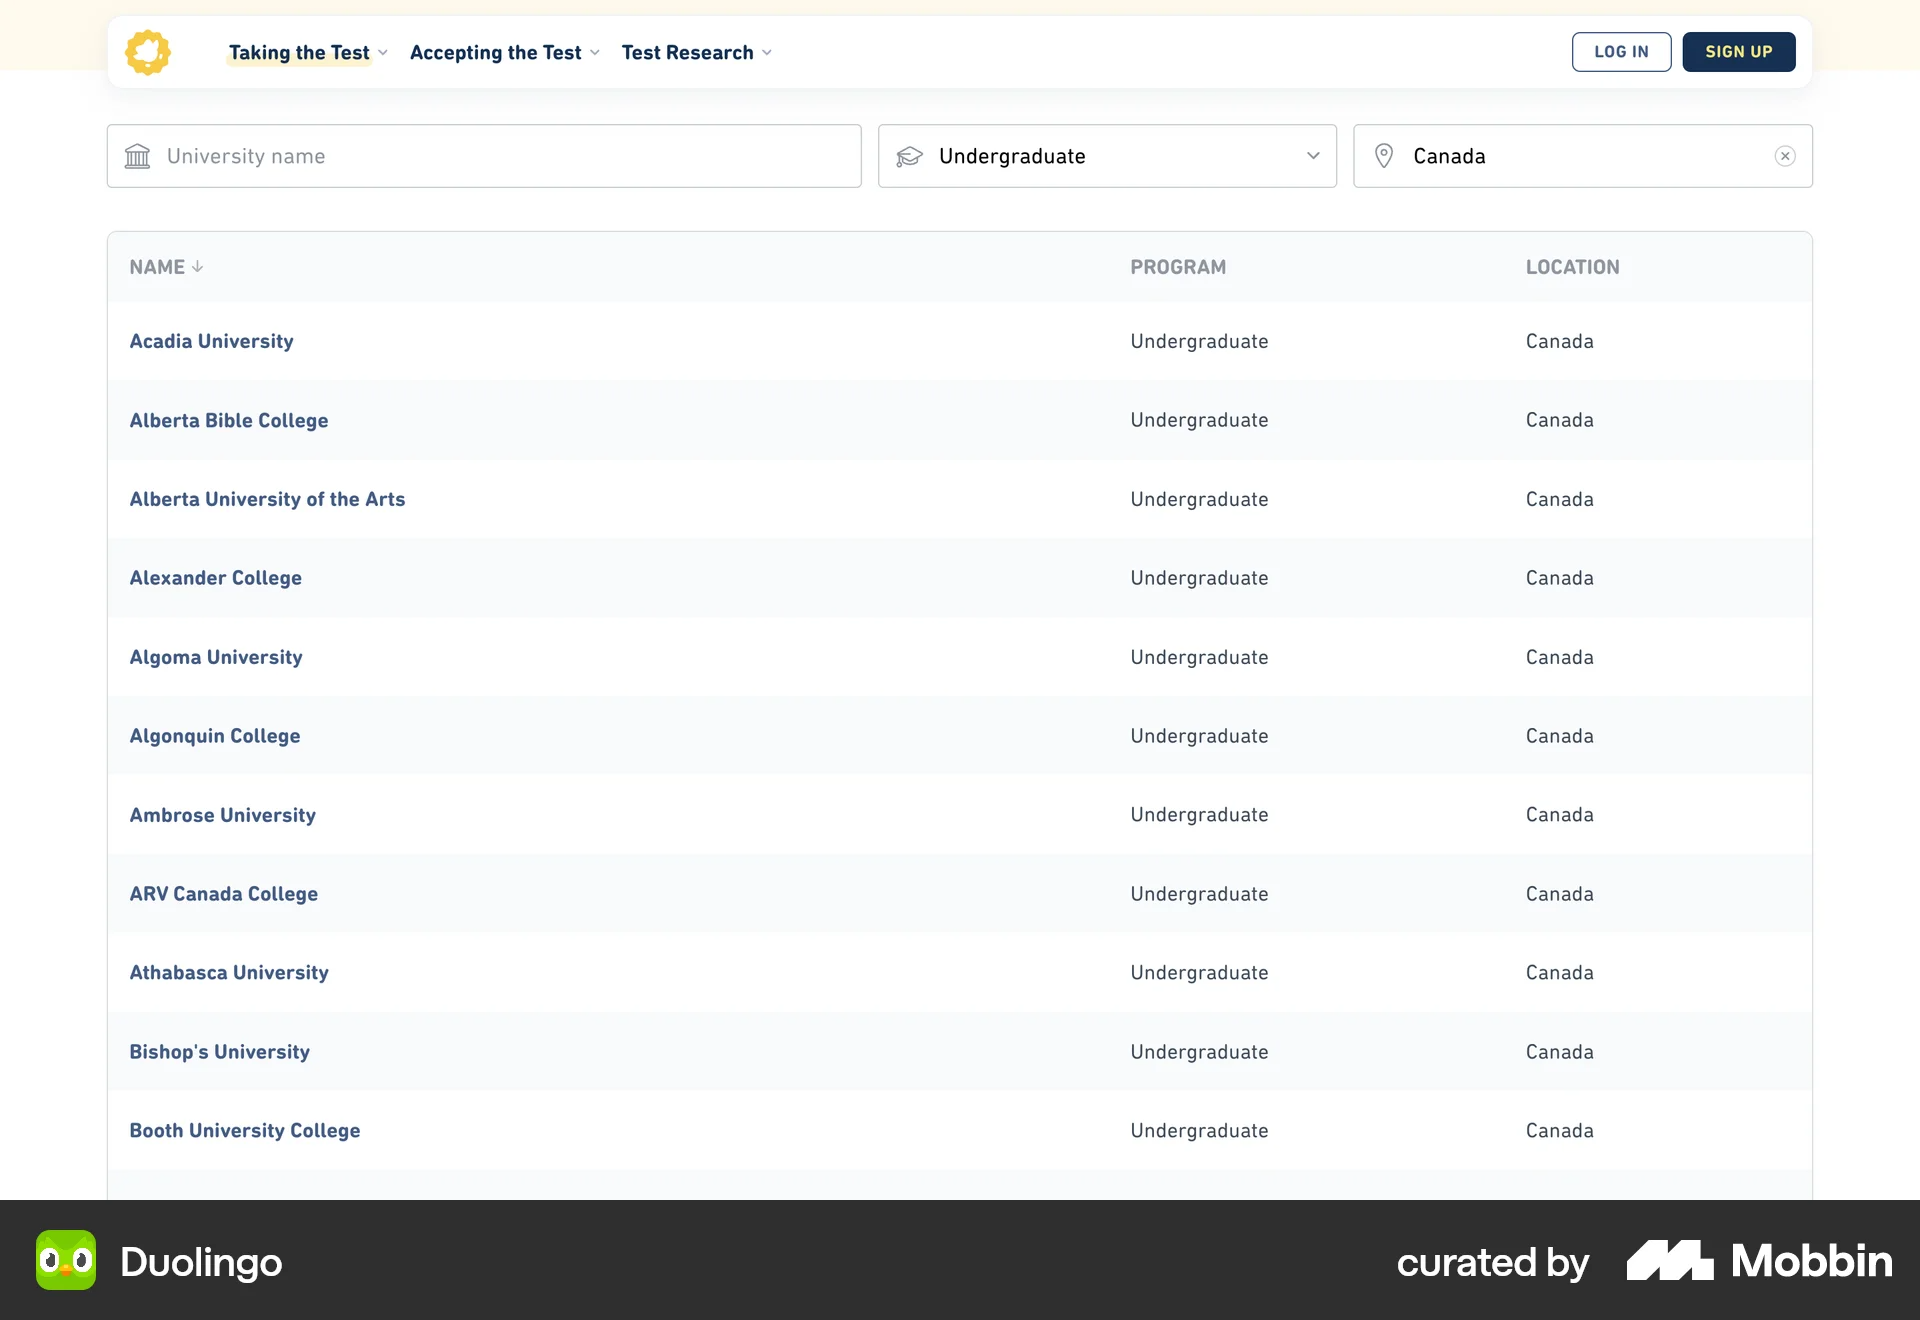 Taking the Test Accepting the Test Test Research LOG IN SIGN UP
University name Undergraduate Canada
NAME PROGRAM LOCATION
Acadia University Undergraduate Canada
Alberta Bible College Undergraduate Canada
Alberta University of the Arts Undergraduate Canada
Alexander College Undergraduate Canada
Algoma University Undergraduate Canada
Algonquin College Undergraduate Canada
Ambrose University Undergraduate Canada
ARV Canada College Undergraduate Canada
Athabasca University Undergraduate Canada
Bishop's University Undergraduate Canada
Booth University College Undergraduate Canada
Duolingo curated by Mobbin